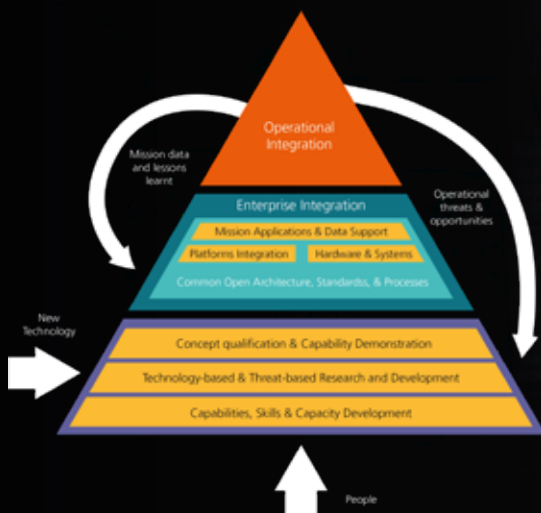 Operational
Integration
Mission data
and lessons
learnt
Operational
threats &
opportunities
Enterprise Integration
Mission Applications & Data Support
Platforms Integration
Hardware & Systems
Common Open Architecture, Standardss, & Processes
New
Technology
Concept qualification & Capability Demonstration
Technology-based & Threat-based Research and Development
Capabilities, Skills & Capacity Development
People